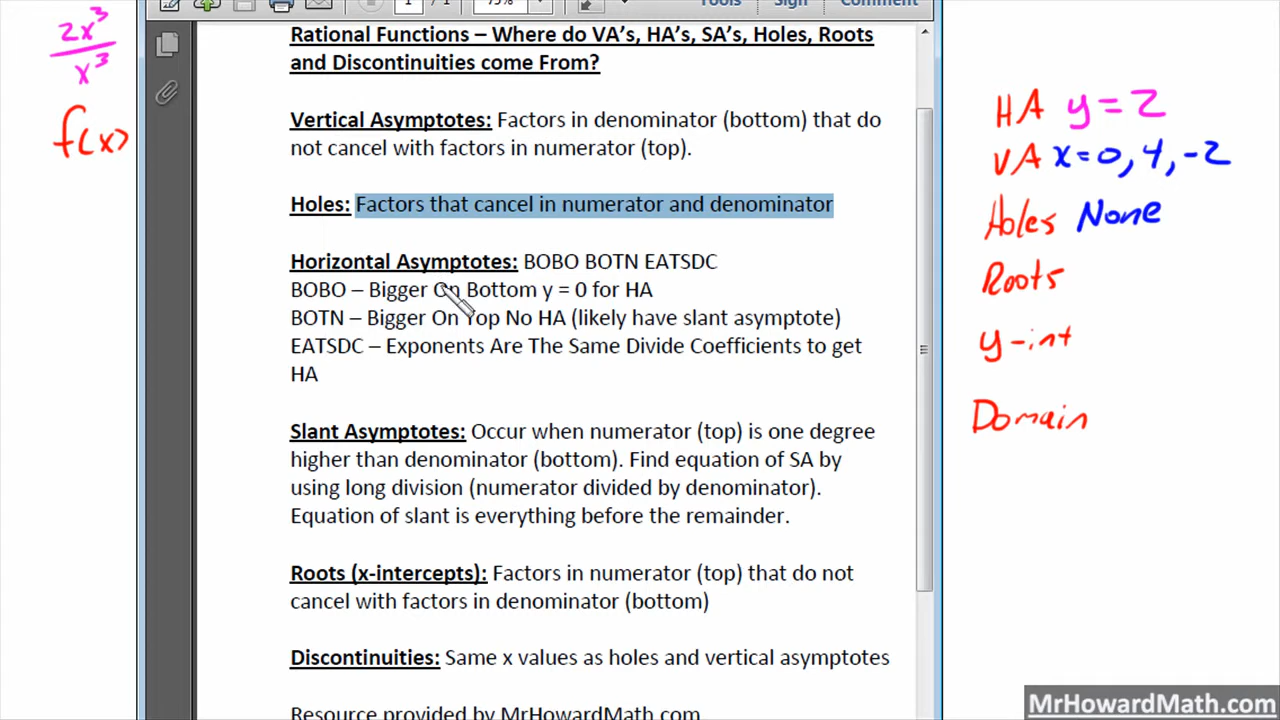 1 / 1
75%
Tools
Sign
Comment
2x³
x³
f(x)
Rational Functions – Where do VA's, HA's, SA's, Holes, Roots
and Discontinuities come From?
Vertical Asymptotes: Factors in denominator (bottom) that do
not cancel with factors in numerator (top).
Holes: Factors that cancel in numerator and denominator
Horizontal Asymptotes: BOBO BOTN EATSDC
BOBO – Bigger On Bottom y = 0 for HA
BOTN – Bigger On Top No HA (likely have slant asymptote)
EATSDC – Exponents Are The Same Divide Coefficients to get
HA
Slant Asymptotes: Occur when numerator (top) is one degree
higher than denominator (bottom). Find equation of SA by
using long division (numerator divided by denominator).
Equation of slant is everything before the remainder.
Roots (x-intercepts): Factors in numerator (top) that do not
cancel with factors in denominator (bottom)
Discontinuities: Same x values as holes and vertical asymptotes
Resource provided by MrHowardMath.com
HA y=2
VA x=0, 4, -2
Holes None
Roots
y-int
Domain
MrHowardMath.com